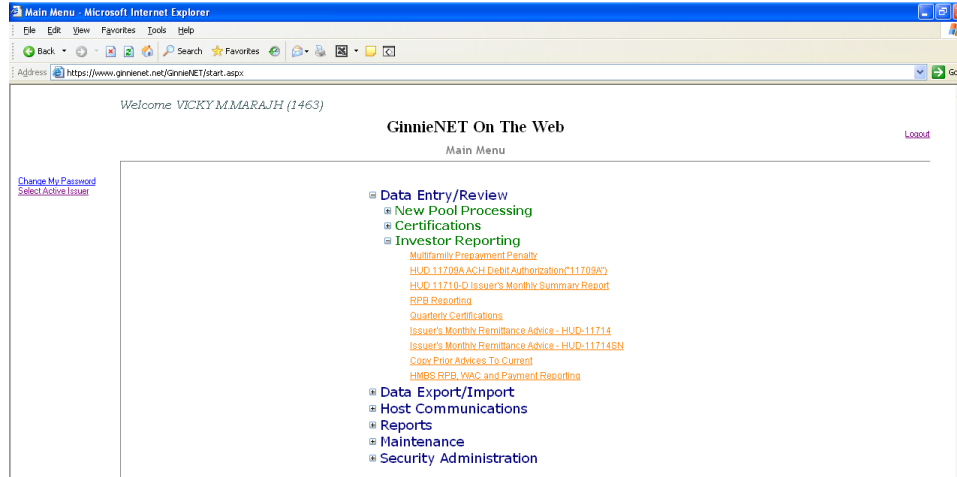 Main Menu - Microsoft Internet Explorer
File Edit View Favorites Tools Help
Back Search Favorites
Address https://www.ginnienet.net/GinnieNET/start.aspx
Welcome VICKY M.MARAJH (1463)
GinnieNET On The Web
Logout
Main Menu
Change My Password
Select Active Issuer
Data Entry/Review
New Pool Processing
Certifications
Investor Reporting
Multifamily Prepayment Penalty
HUD 11709A ACH Debit Authorization("11709A")
HUD 11710-D Issuer's Monthly Summary Report
RPB Reporting
Quarterly Certifications
Issuer's Monthly Remittance Advice - HUD-11714
Issuer's Monthly Remittance Advice - HUD-11714SN
Copy Prior Advices To Current
HMBS RPB, WAC and Payment Reporting
Data Export/Import
Host Communications
Reports
Maintenance
Security Administration